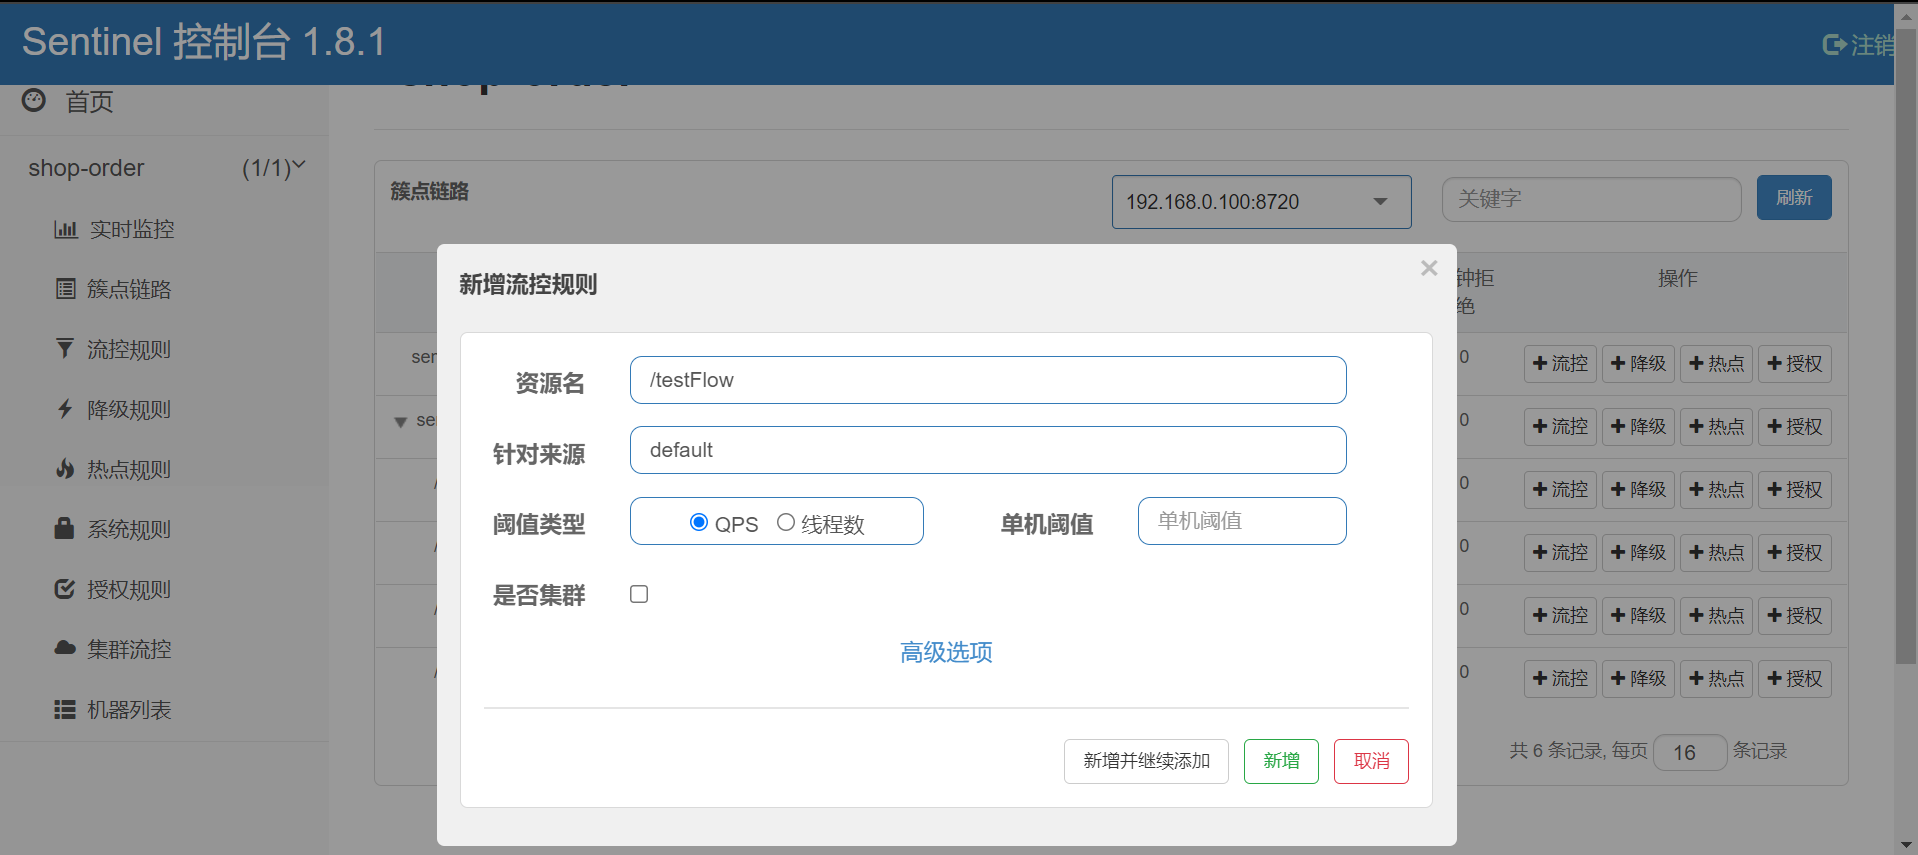 Sentinel 控制台 1.8.1
注销
首页
shop-order (1/1)
实时监控
簇点链路
流控规则
降级规则
热点规则
系统规则
授权规则
集群流控
机器列表
簇点链路
192.168.0.100:8720
关键字
刷新
钟拒
绝
操作
0 流控 降级 热点 授权
0 流控 降级 热点 授权
0 流控 降级 热点 授权
0 流控 降级 热点 授权
0 流控 降级 热点 授权
0 流控 降级 热点 授权
共 6 条记录, 每页 16 条记录
新增流控规则
×
资源名 /testFlow
针对来源 default
阈值类型 QPS 线程数 单机阈值 单机阈值
是否集群
高级选项
新增并继续添加 新增 取消